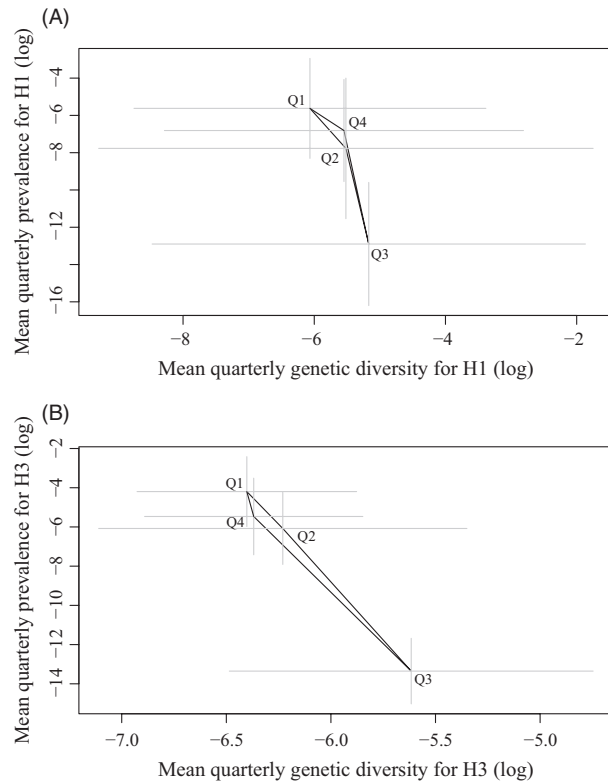 (A)
Mean quarterly prevalence for H1 (log)
−4
−6
−8
−12
−16
Q1
Q4
Q2
Q3
−8
−6
−4
−2
Mean quarterly genetic diversity for H1 (log)
(B)
Mean quarterly prevalence for H3 (log)
−2
−4
−6
−8
−10
−12
−14
Q1
Q4
Q2
Q3
−7.0
−6.5
−6.0
−5.5
−5.0
Mean quarterly genetic diversity for H3 (log)